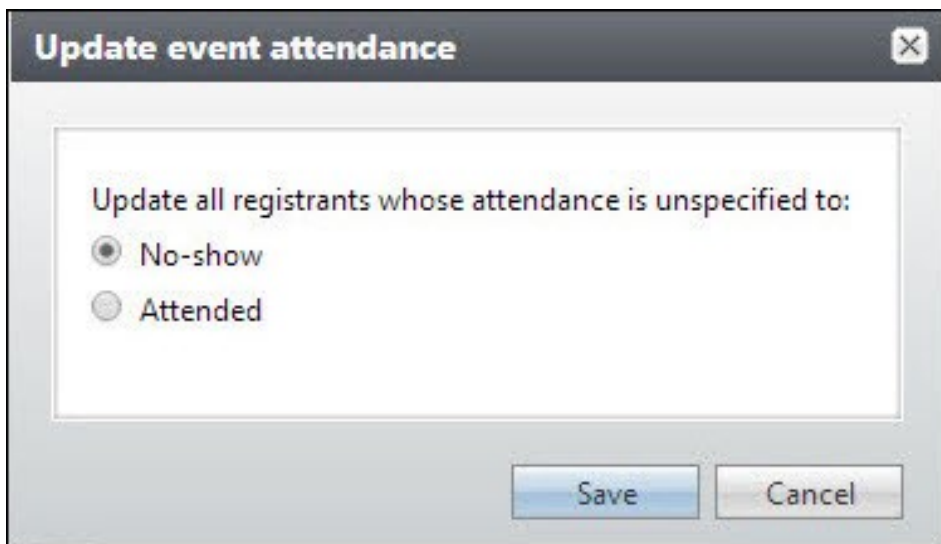 Update event attendance
Update all registrants whose attendance is unspecified to:
No-show
Attended
Save Cancel